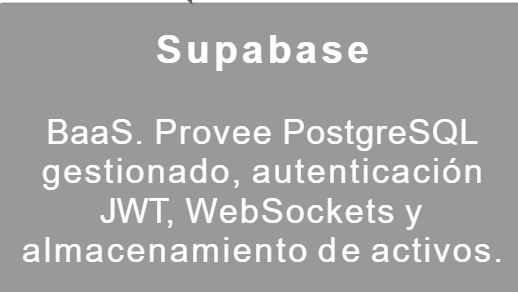 Supabase
BaaS. Provee PostgreSQL
gestionado, autenticación
JWT, WebSockets y
almacenamiento de activos.